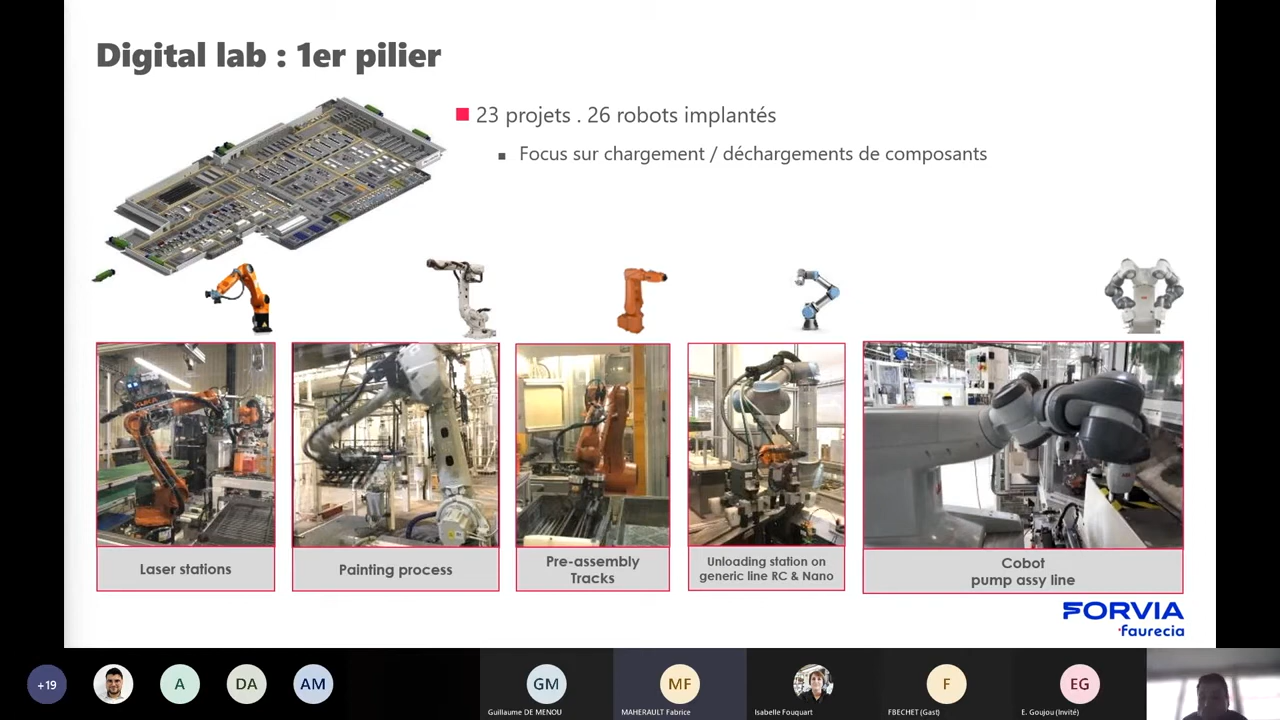 Digital lab : 1er pilier
23 projets . 26 robots implantés
Focus sur chargement / déchargements de composants
Laser stations
Painting process
Pre-assembly
Tracks
Unloading station on
generic line RC & Nano
Cobot
pump assy line
FORVIA
faurecia
+19
A
DA
AM
GM
MF
F
EG
Guillaume DE MENOU
MAHERAULT Fabrice
Isabelle Fouquart
FBECHET (Gast)
E. Goujou (Invité)